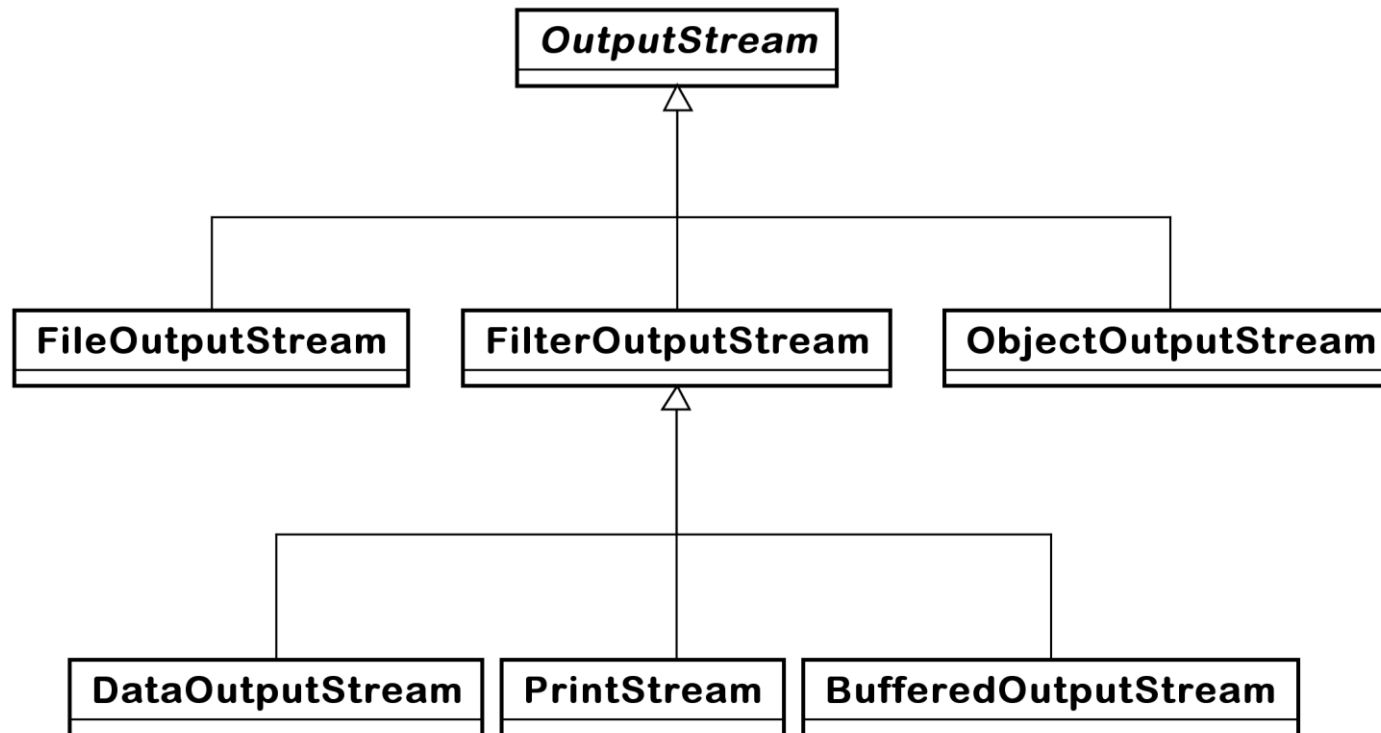 OutputStream
FileOutputStream
FilterOutputStream
ObjectOutputStream
DataOutputStream
PrintStream
BufferedOutputStream